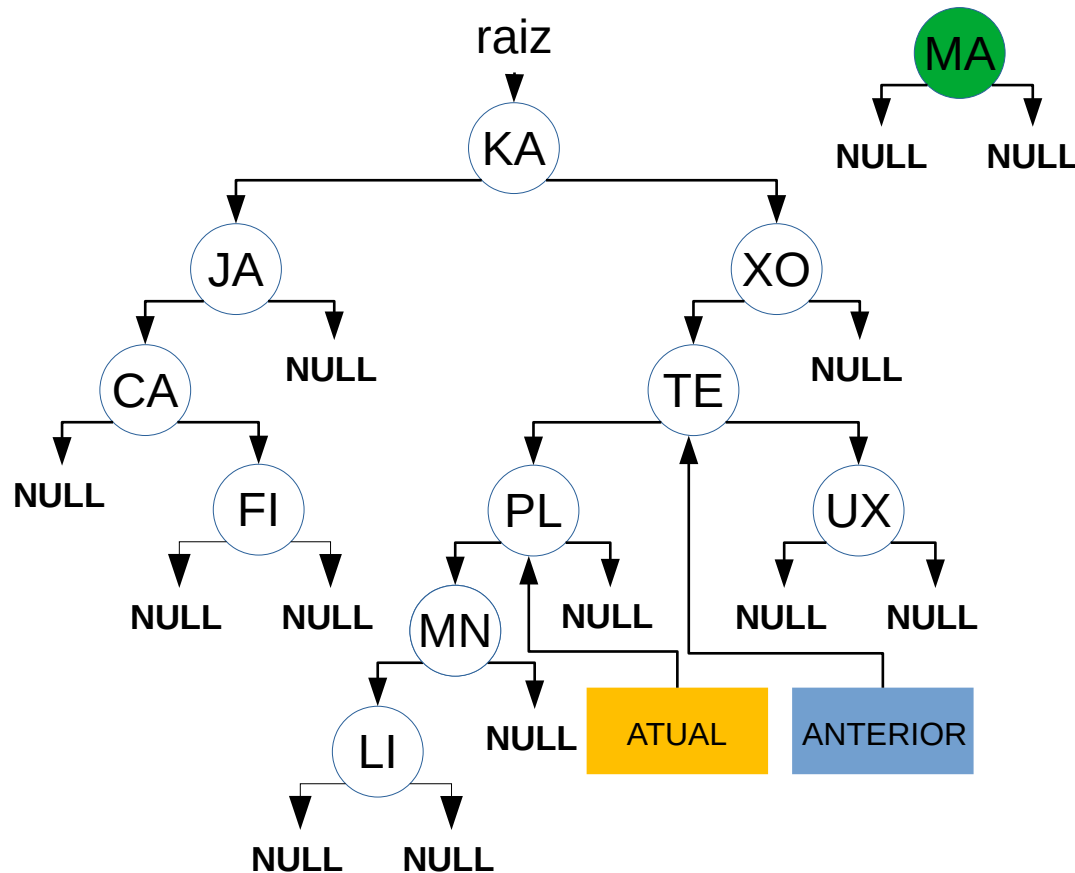 raiz
MA
KA
NULL NULL
JA
XO
NULL
NULL
CA
TE
NULL
FI
PL
UX
NULL NULL
MN
NULL
NULL NULL
LI
NULL
ATUAL
ANTERIOR
NULL NULL